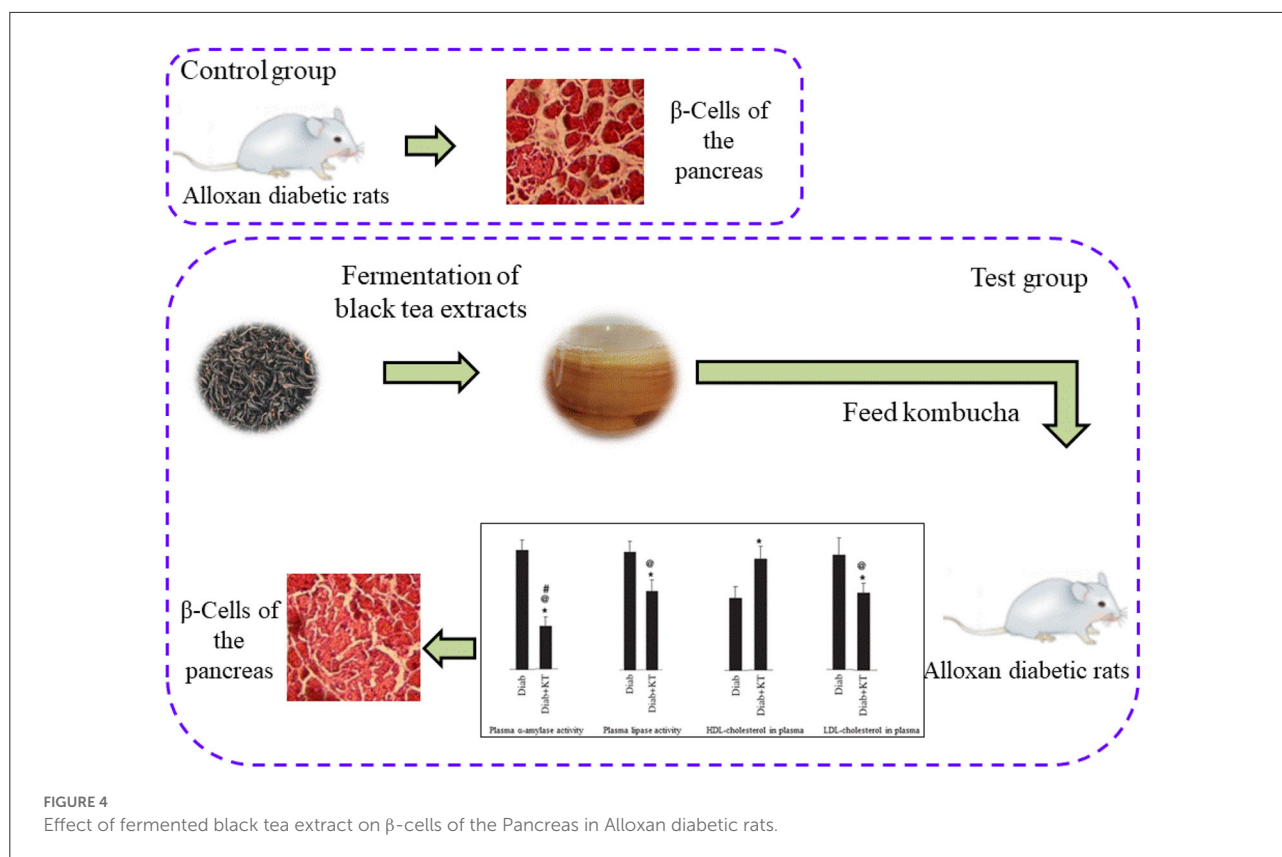 Control group
Alloxan diabetic rats
β-Cells of
the
pancreas
Fermentation of
black tea extracts
Test group
Feed kombucha
β-Cells of
the
pancreas
#
@
*
@
*
*
@
*
Diab
Diab+KT
Diab
Diab+KT
Diab
Diab+KT
Diab
Diab+KT
Plasma α-amylase activity
Plasma lipase activity
HDL-cholesterol in plasma
LDL-cholesterol in plasma
Alloxan diabetic rats
FIGURE 4
Effect of fermented black tea extract on β-cells of the Pancreas in Alloxan diabetic rats.